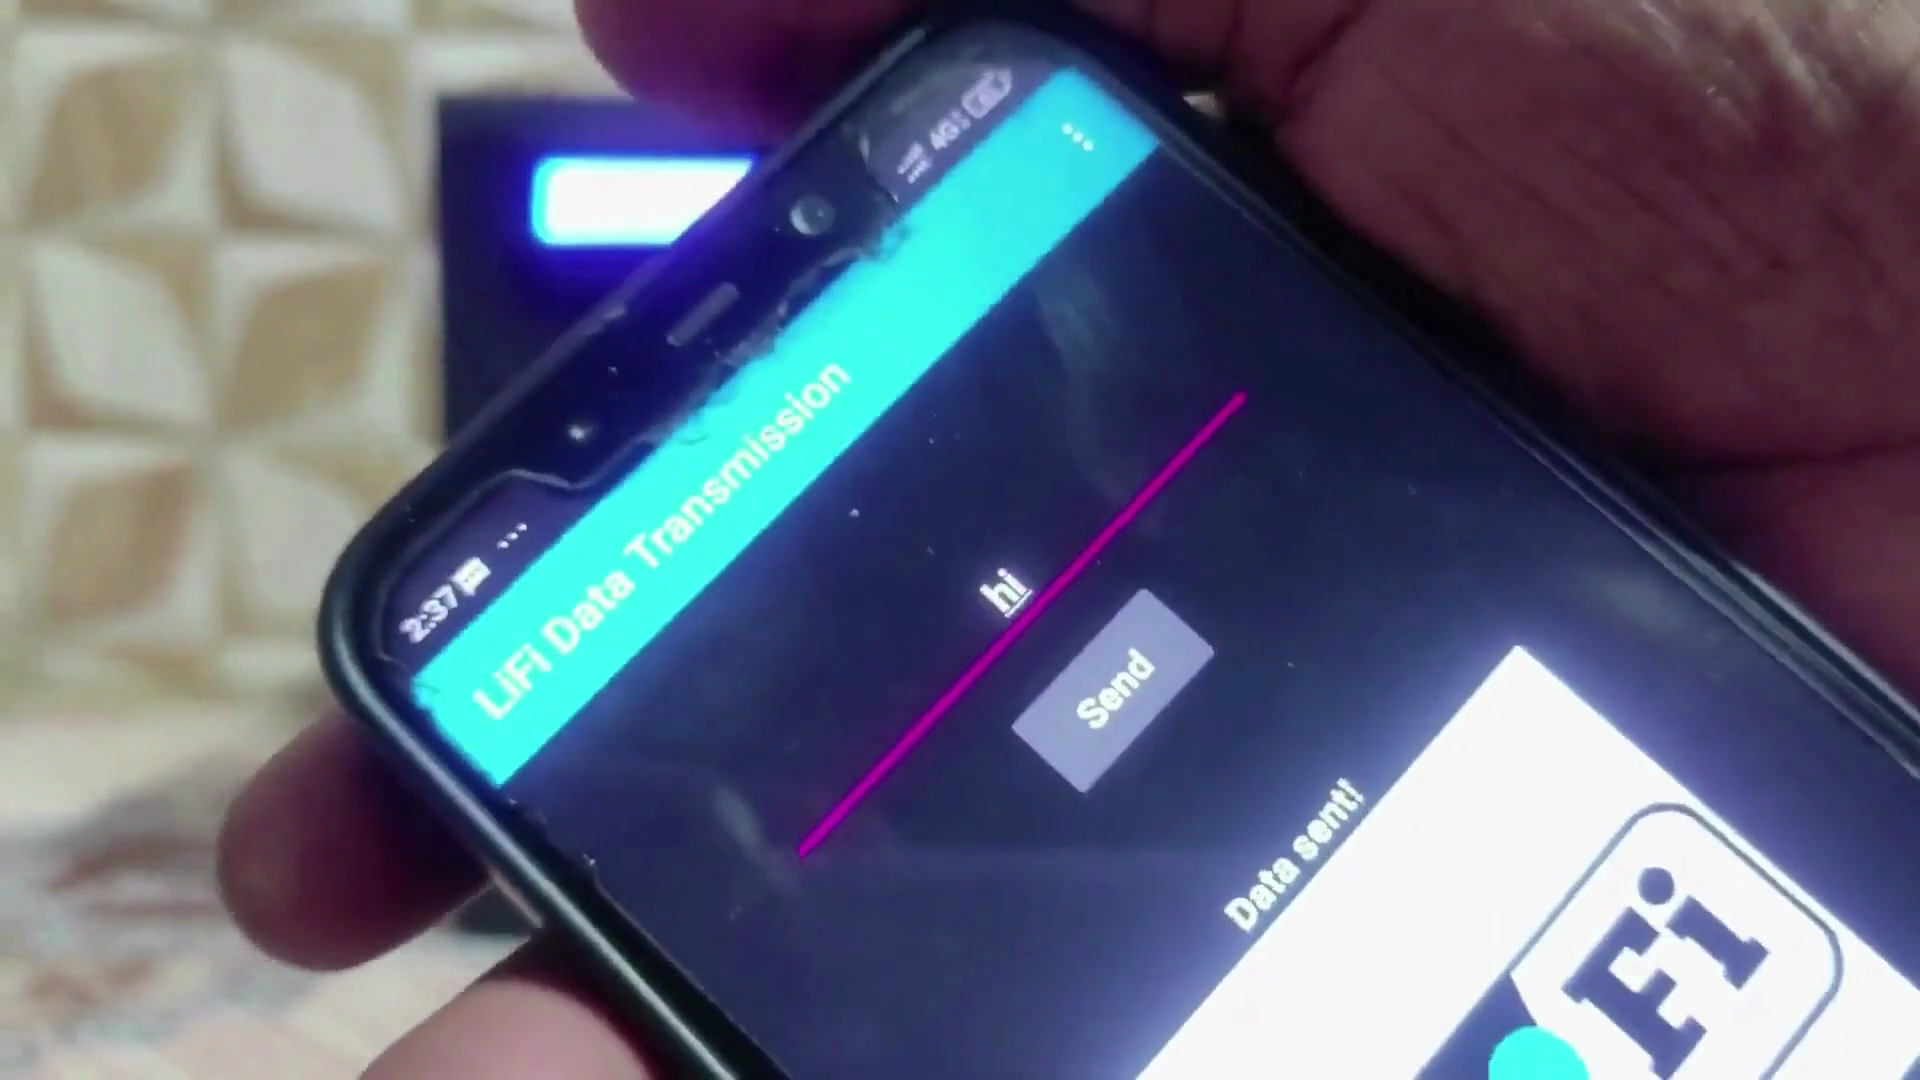 2:37
4G
LiFi Data Transmission
hi
Send
Data sent!
Fi